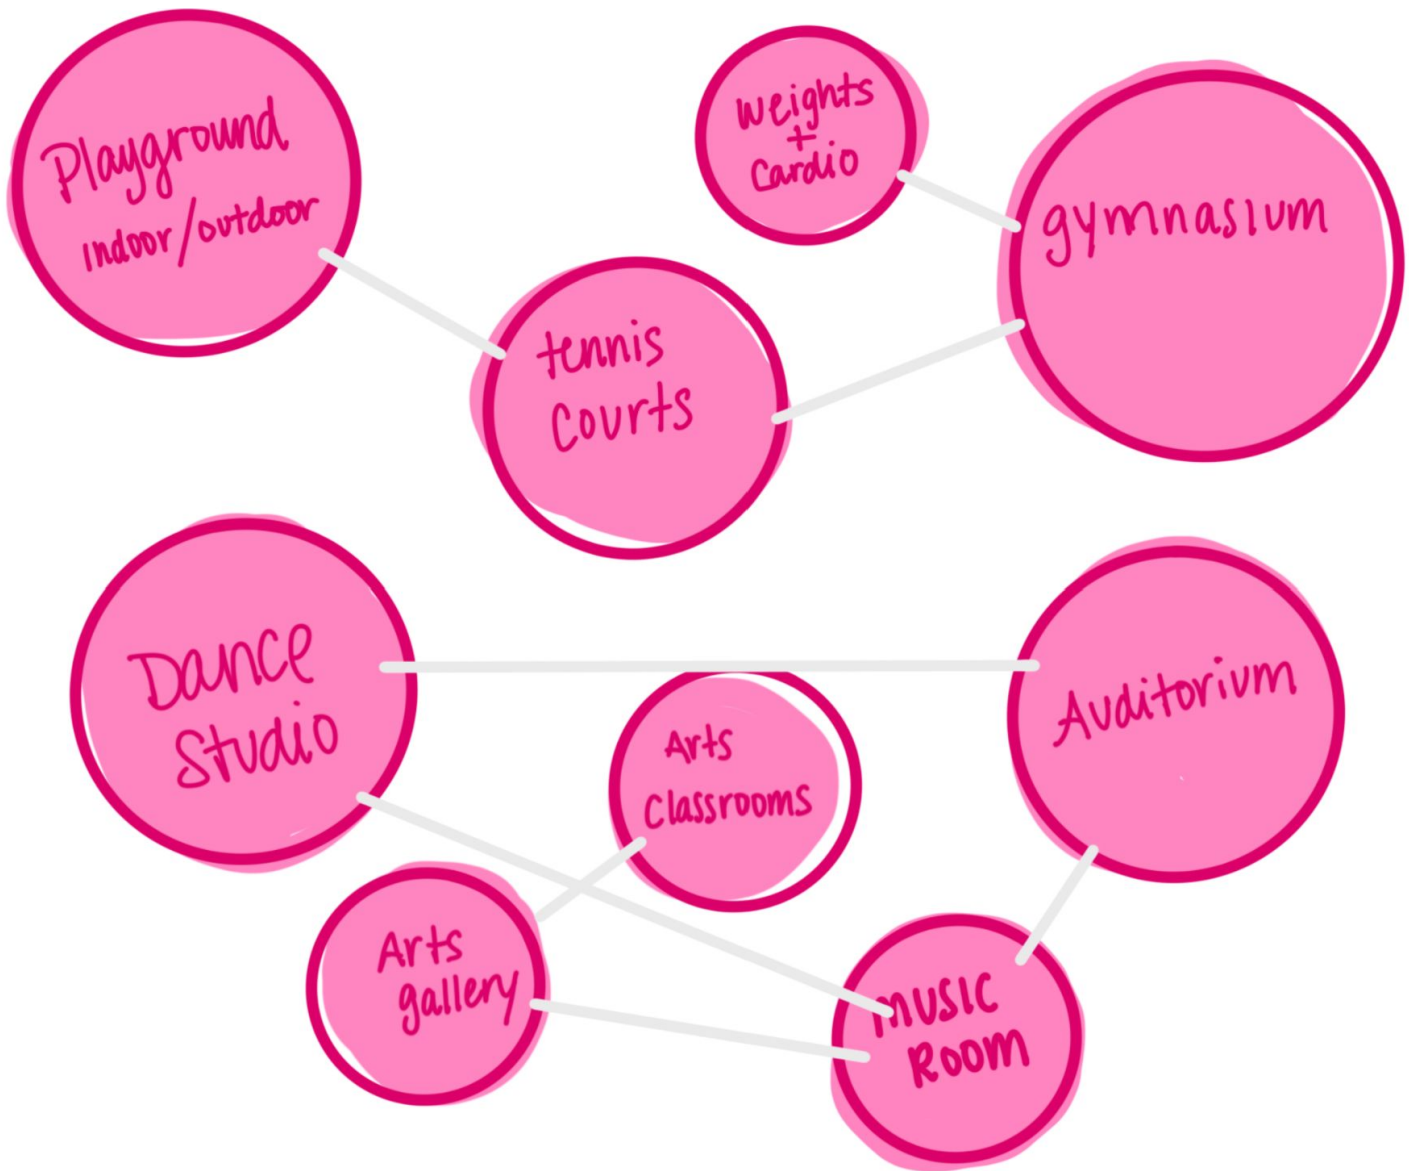 Playground
indoor/outdoor
weights
+
cardio
gymnasium
tennis
courts
Dance
Studio
Arts
Classrooms
Auditorium
Arts
gallery
music
Room